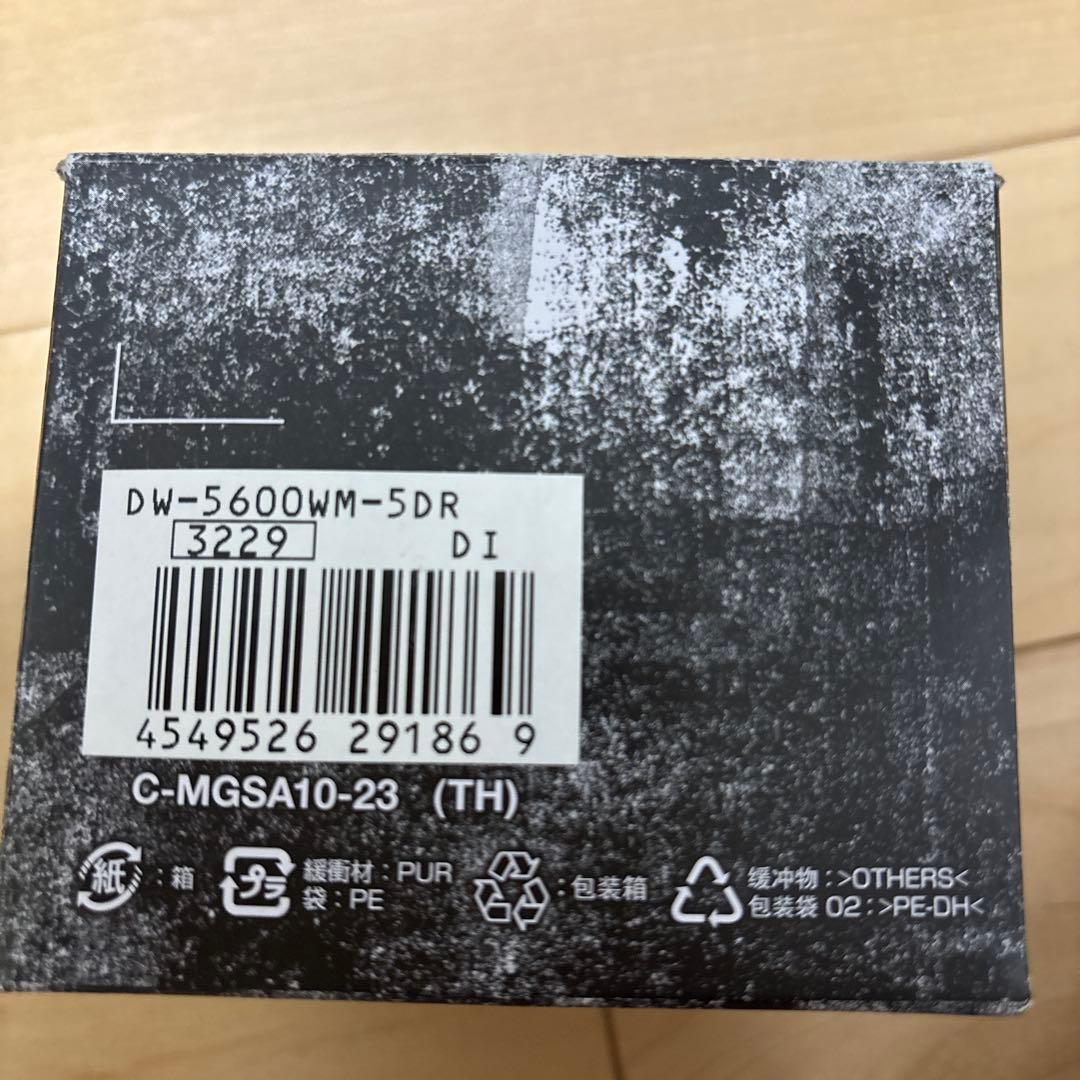 DW-5600WM-5DR
3229 DI
4549526 29186 9
C-MGSA10-23 (TH)
紙 : 箱
プラ 緩衝材 : PUR
袋 : PE
: 包装箱
缓冲物 : >OTHERS<
包装袋 02 : >PE-DH<